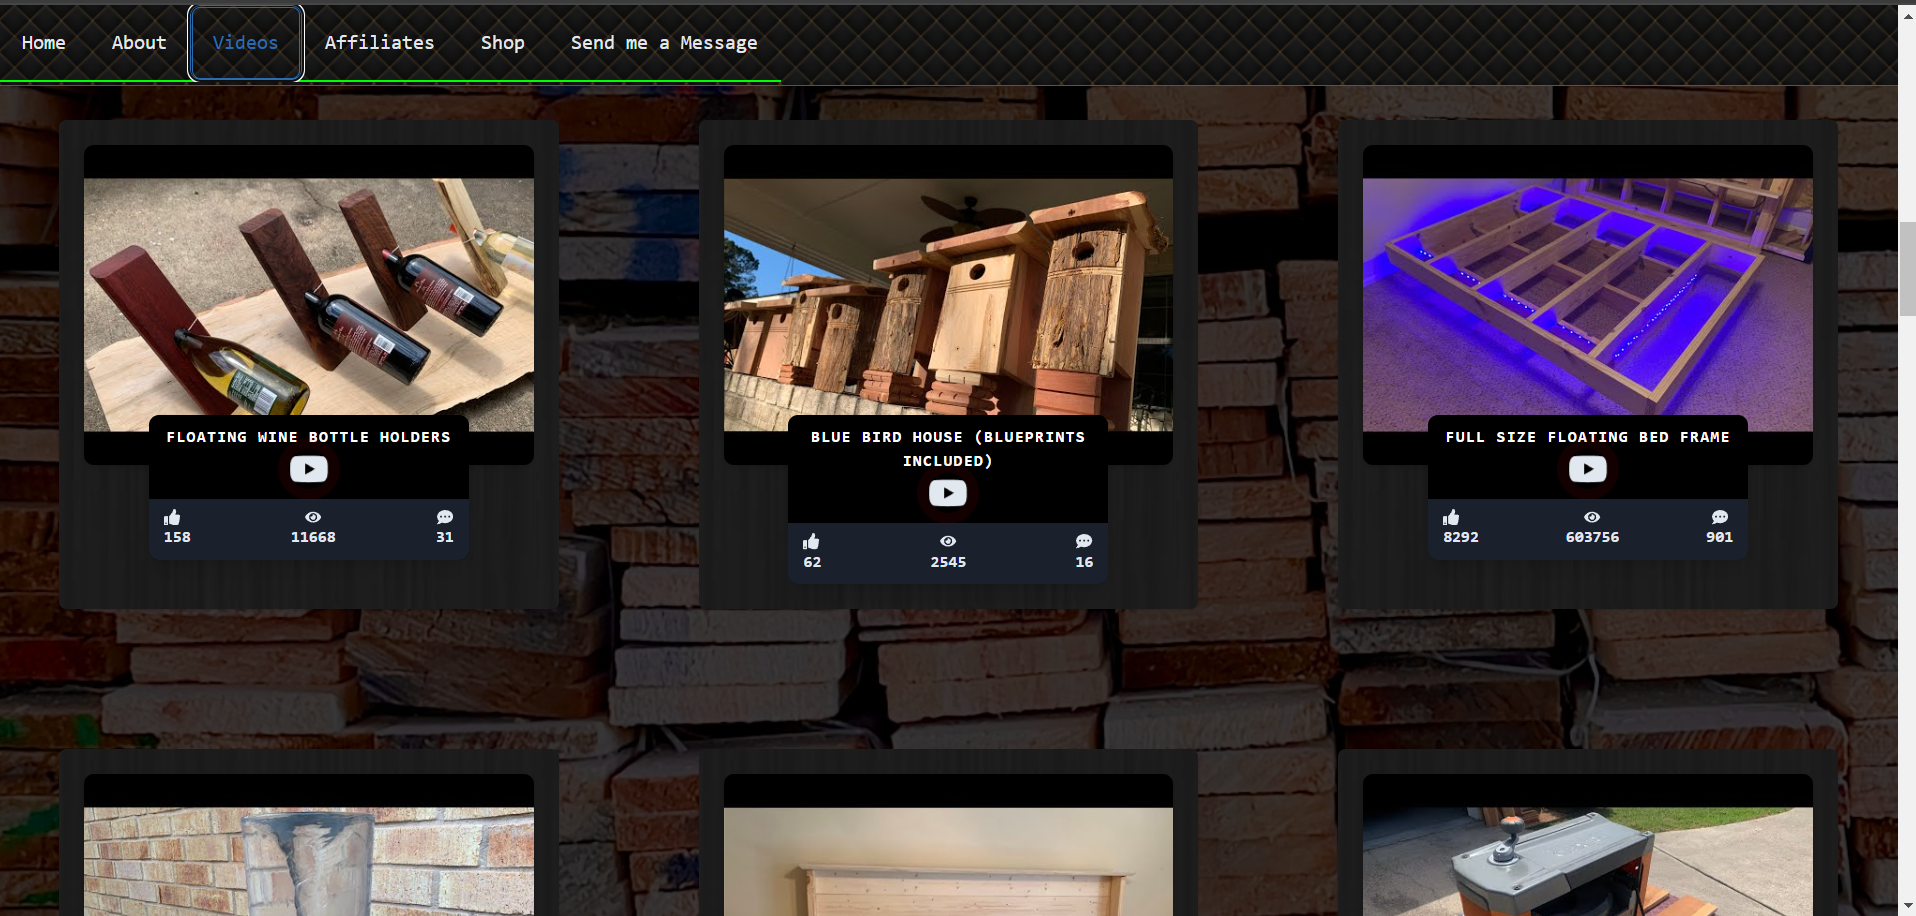 Home About Videos Affiliates Shop Send me a Message
FLOATING WINE BOTTLE HOLDERS
158 11668 31
BLUE BIRD HOUSE (BLUEPRINTS
INCLUDED)
62 2545 16
FULL SIZE FLOATING BED FRAME
8292 603756 901